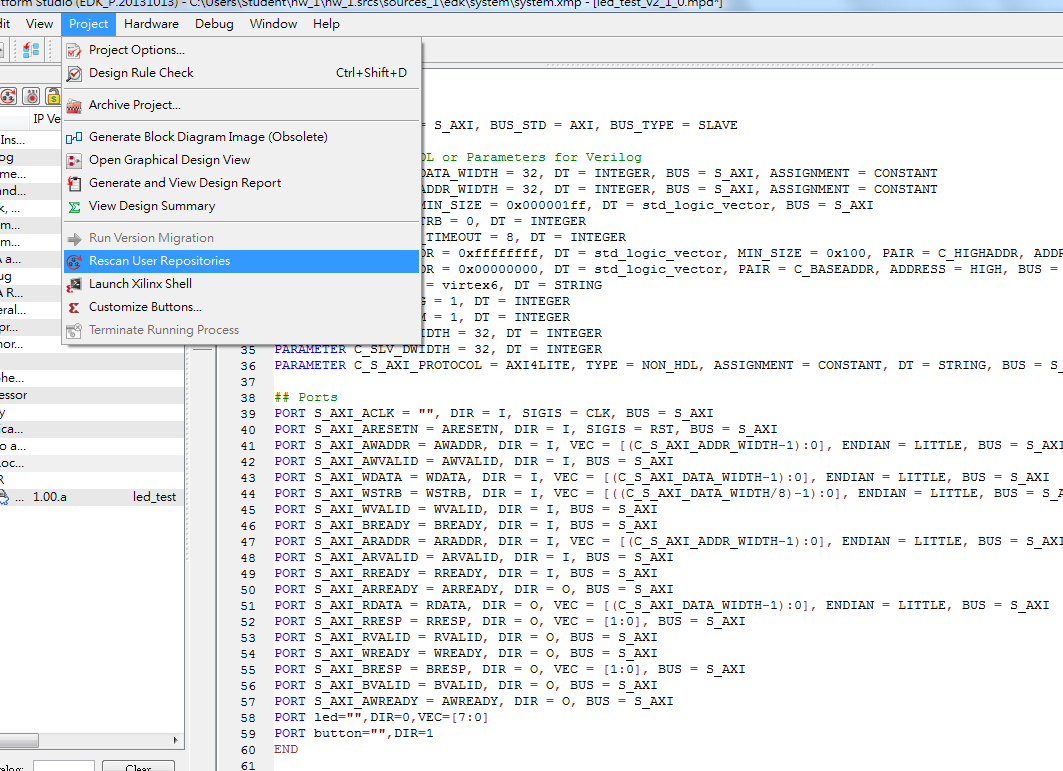 tform Studio (EDK_P.20131013) - C:\Users\Student\hw_1\hw_1.srcs\sources_1\edk\system\system.xmp - [led_test_v2_1_0.mpd*]
dit View Project Hardware Debug Window Help
Project Options...
Design Rule Check Ctrl+Shift+D
Archive Project...
Generate Block Diagram Image (Obsolete)
Open Graphical Design View
Generate and View Design Report
View Design Summary
Run Version Migration
Rescan User Repositories
Launch Xilinx Shell
Customize Buttons...
Terminate Running Process
IP Ve
Ins...
og
me...
nd...
k, ...
m...
m...
A a...
ug
A R...
eral...
pr...
nor...
phe...
essor
y
ica...
o a...
Loc...
R
... 1.00.a led_test
Clear
= S_AXI, BUS_STD = AXI, BUS_TYPE = SLAVE
DL or Parameters for Verilog
DATA_WIDTH = 32, DT = INTEGER, BUS = S_AXI, ASSIGNMENT = CONSTANT
ADDR_WIDTH = 32, DT = INTEGER, BUS = S_AXI, ASSIGNMENT = CONSTANT
MIN_SIZE = 0x000001ff, DT = std_logic_vector, BUS = S_AXI
TRB = 0, DT = INTEGER
_TIMEOUT = 8, DT = INTEGER
DR = 0xffffffff, DT = std_logic_vector, MIN_SIZE = 0x100, PAIR = C_HIGHADDR, ADDR
DR = 0x00000000, DT = std_logic_vector, PAIR = C_BASEADDR, ADDRESS = HIGH, BUS =
= virtex6, DT = STRING
G = 1, DT = INTEGER
M = 1, DT = INTEGER
IDTH = 32, DT = INTEGER
35 PARAMETER C_SLV_DWIDTH = 32, DT = INTEGER
36 PARAMETER C_S_AXI_PROTOCOL = AXI4LITE, TYPE = NON_HDL, ASSIGNMENT = CONSTANT, DT = STRING, BUS = S_
37
38 ## Ports
39 PORT S_AXI_ACLK = "", DIR = I, SIGIS = CLK, BUS = S_AXI
40 PORT S_AXI_ARESETN = ARESETN, DIR = I, SIGIS = RST, BUS = S_AXI
41 PORT S_AXI_AWADDR = AWADDR, DIR = I, VEC = [(C_S_AXI_ADDR_WIDTH-1):0], ENDIAN = LITTLE, BUS = S_AXI
42 PORT S_AXI_AWVALID = AWVALID, DIR = I, BUS = S_AXI
43 PORT S_AXI_WDATA = WDATA, DIR = I, VEC = [(C_S_AXI_DATA_WIDTH-1):0], ENDIAN = LITTLE, BUS = S_AXI
44 PORT S_AXI_WSTRB = WSTRB, DIR = I, VEC = [((C_S_AXI_DATA_WIDTH/8)-1):0], ENDIAN = LITTLE, BUS = S_A
45 PORT S_AXI_WVALID = WVALID, DIR = I, BUS = S_AXI
46 PORT S_AXI_BREADY = BREADY, DIR = I, BUS = S_AXI
47 PORT S_AXI_ARADDR = ARADDR, DIR = I, VEC = [(C_S_AXI_ADDR_WIDTH-1):0], ENDIAN = LITTLE, BUS = S_AXI
48 PORT S_AXI_ARVALID = ARVALID, DIR = I, BUS = S_AXI
49 PORT S_AXI_RREADY = RREADY, DIR = I, BUS = S_AXI
50 PORT S_AXI_ARREADY = ARREADY, DIR = O, BUS = S_AXI
51 PORT S_AXI_RDATA = RDATA, DIR = O, VEC = [(C_S_AXI_DATA_WIDTH-1):0], ENDIAN = LITTLE, BUS = S_AXI
52 PORT S_AXI_RRESP = RRESP, DIR = O, VEC = [1:0], BUS = S_AXI
53 PORT S_AXI_RVALID = RVALID, DIR = O, BUS = S_AXI
54 PORT S_AXI_WREADY = WREADY, DIR = O, BUS = S_AXI
55 PORT S_AXI_BRESP = BRESP, DIR = O, VEC = [1:0], BUS = S_AXI
56 PORT S_AXI_BVALID = BVALID, DIR = O, BUS = S_AXI
57 PORT S_AXI_AWREADY = AWREADY, DIR = O, BUS = S_AXI
58 PORT led="",DIR=0,VEC=[7:0]
59 PORT button="",DIR=1
60 END
61